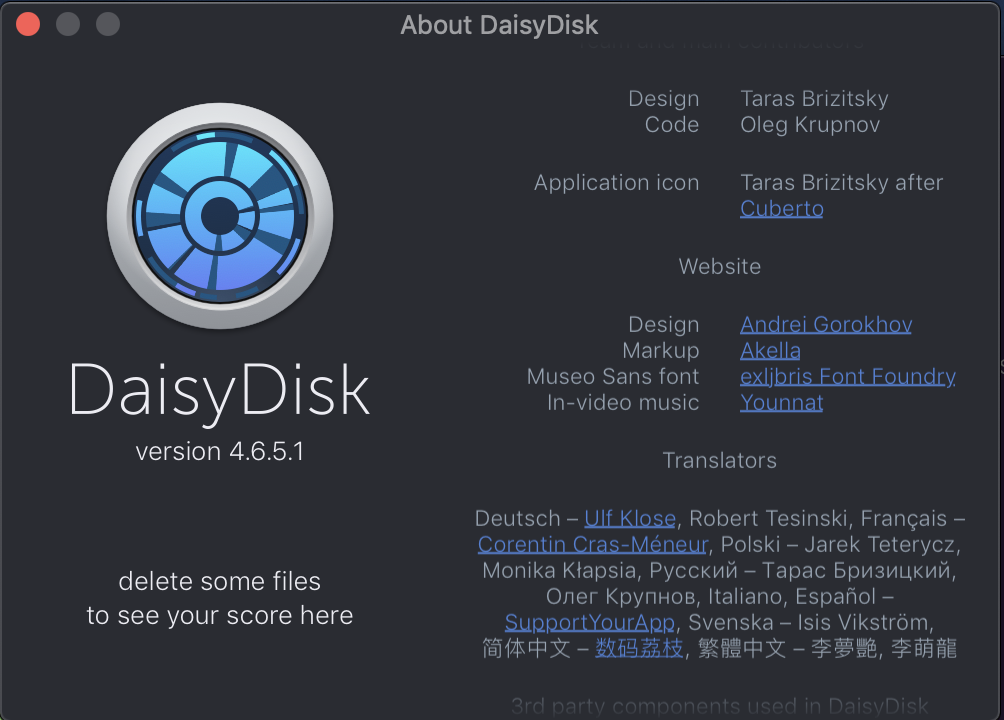 About DaisyDisk
Team and main contributors
Design Taras Brizitsky
Code Oleg Krupnov
Application icon Taras Brizitsky after
Cuberto
Website
Design Andrei Gorokhov
Markup Akella
Museo Sans font exljbris Font Foundry
In-video music Younnat
Translators
Deutsch – Ulf Klose, Robert Tesinski, Français –
Corentin Cras-Méneur, Polski – Jarek Teterycz,
Monika Kłapsia, Русский – Тарас Бризицкий,
Олег Крупнов, Italiano, Español –
SupportYourApp, Svenska – Isis Vikström,
简体中文 – 数码荔枝, 繁體中文 – 李夢艷, 李萌龍
3rd party components used in DaisyDisk
DaisyDisk
version 4.6.5.1
delete some files
to see your score here